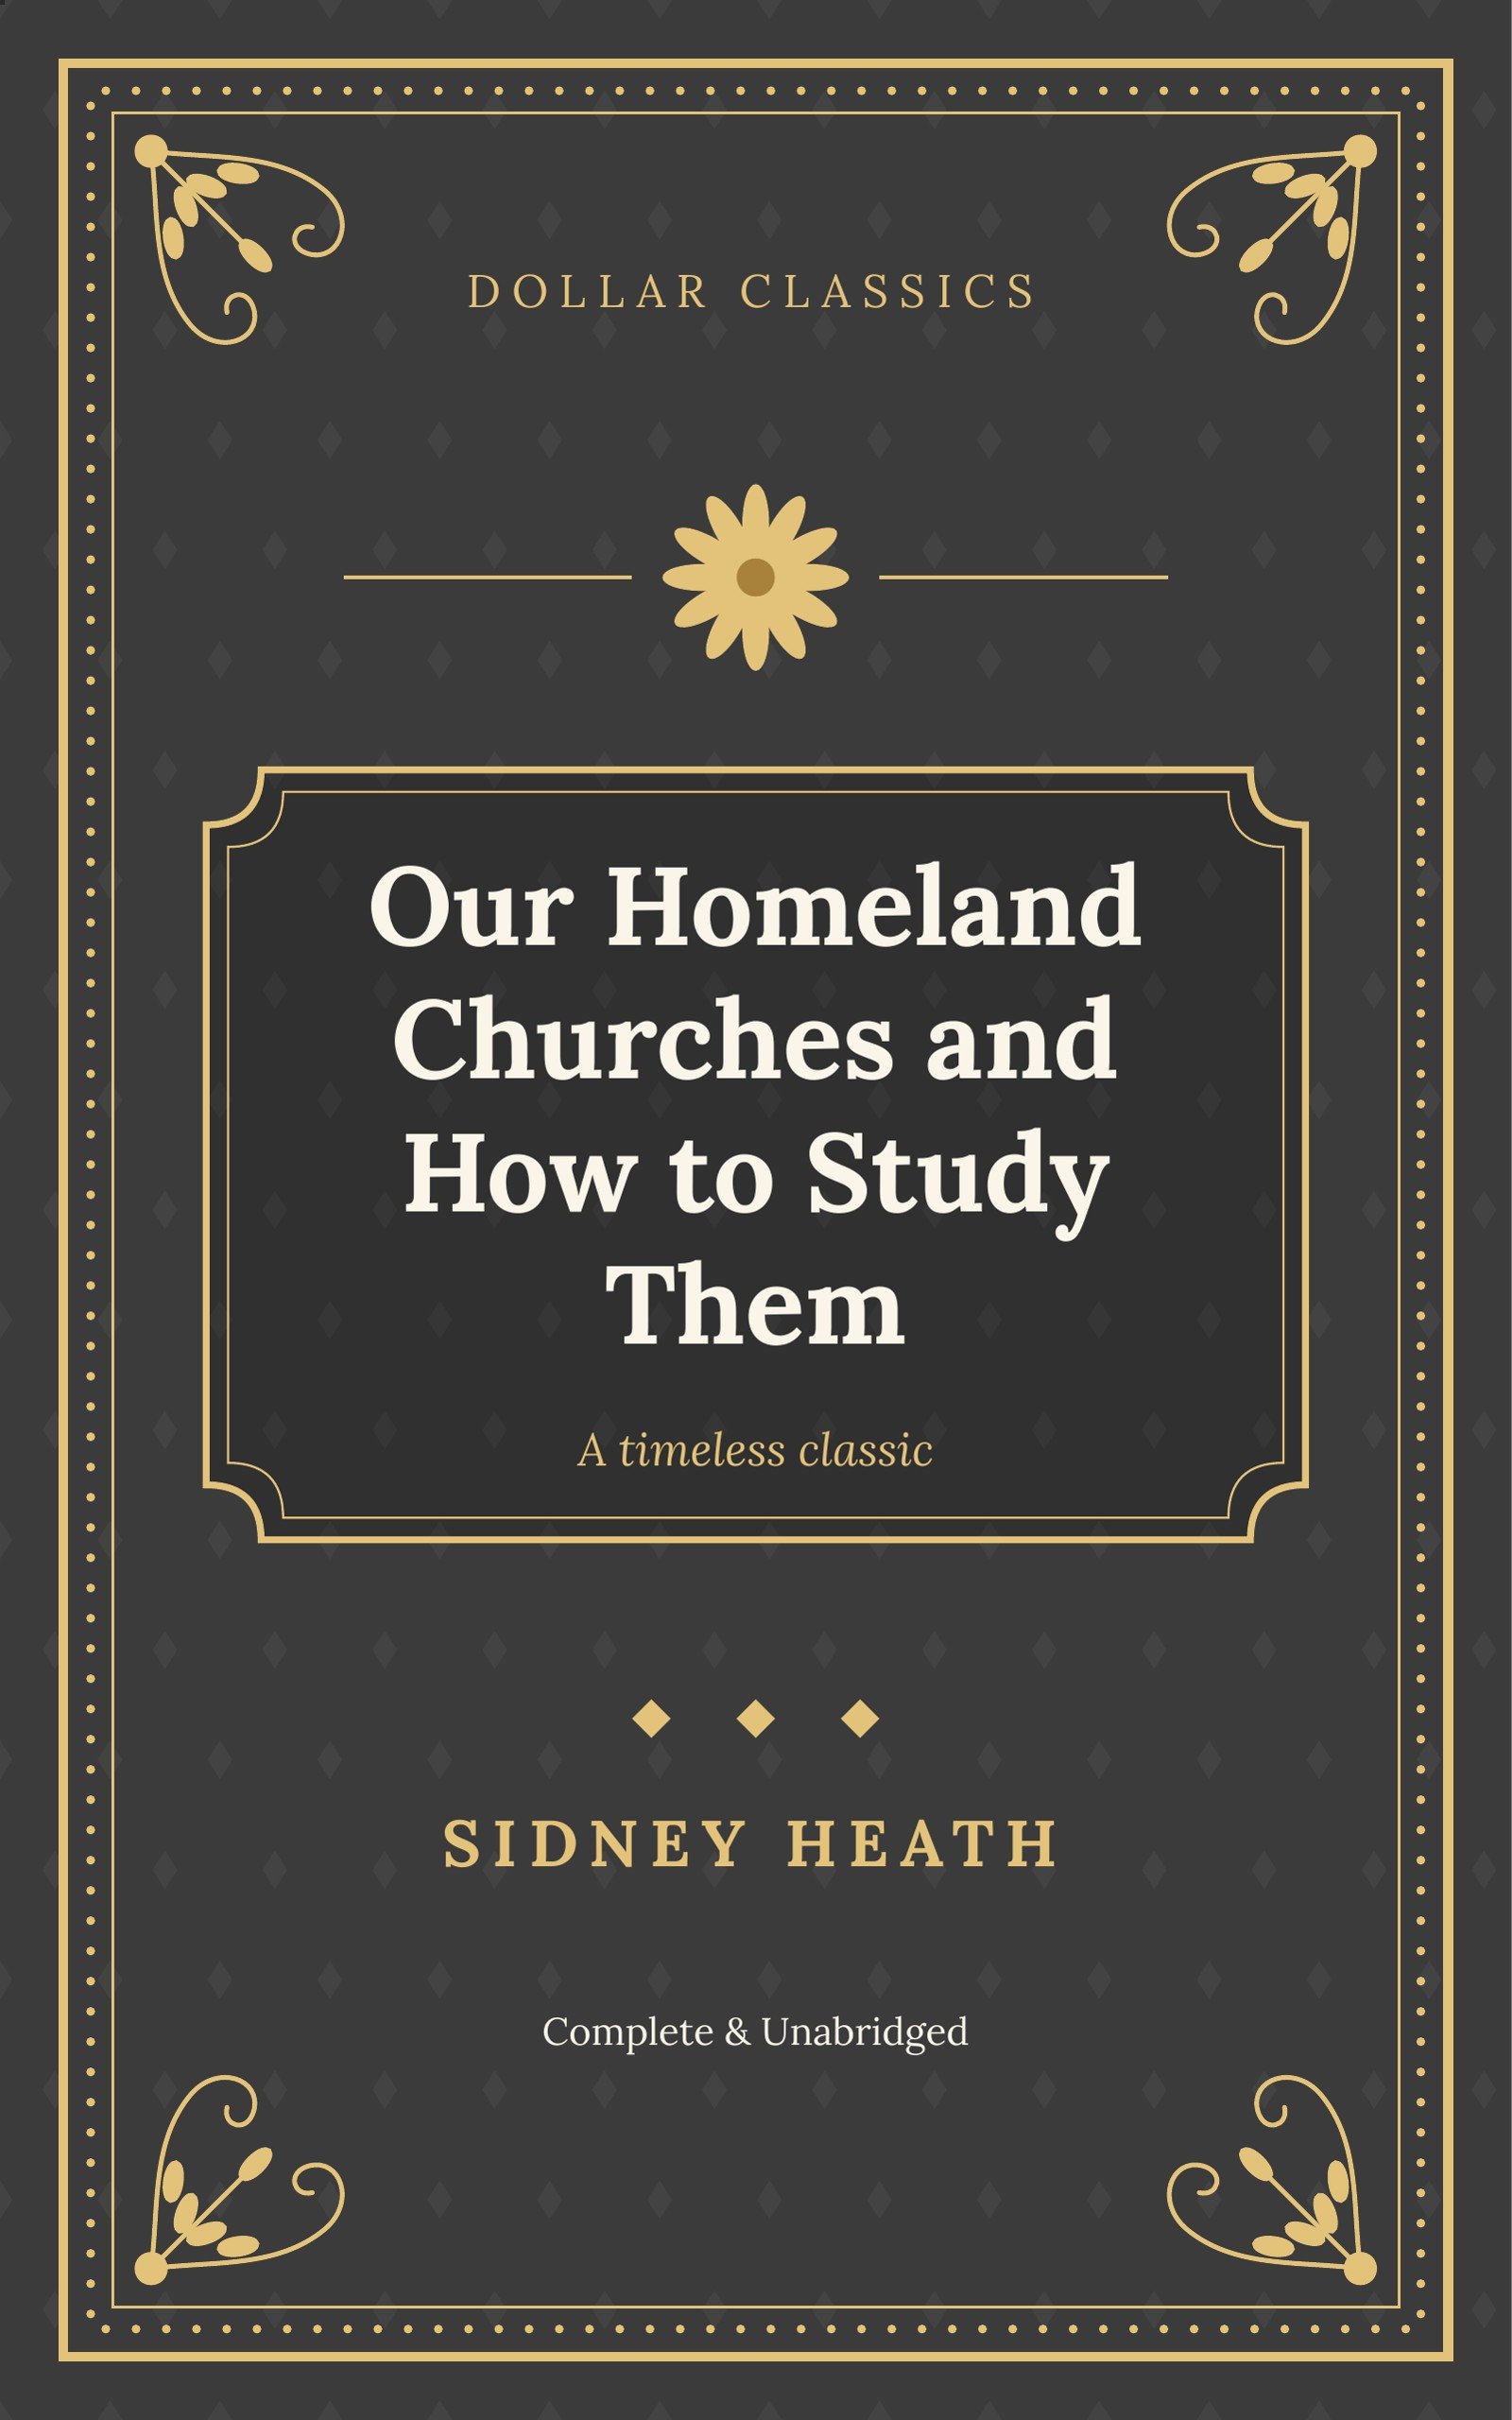 DOLLAR CLASSICS
Our Homeland
Churches and
How to Study
Them
A timeless classic
SIDNEY HEATH
Complete & Unabridged